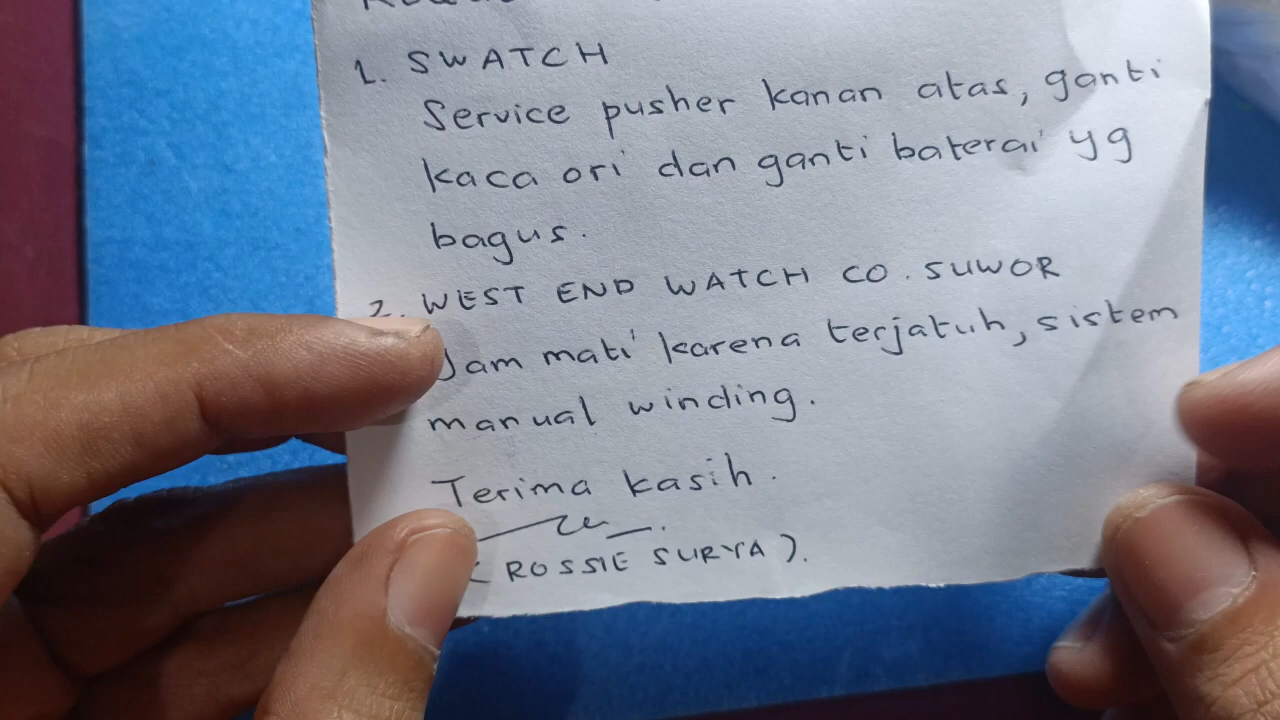 1. SWATCH
Service pusher kanan atas, ganti
kaca ori dan ganti baterai yg
bagus.
2. WEST END WATCH CO. SUWOR
Jam mati karena terjatuh, sistem
manual winding.
Terima kasih.
( ROSSIE SURYA ).